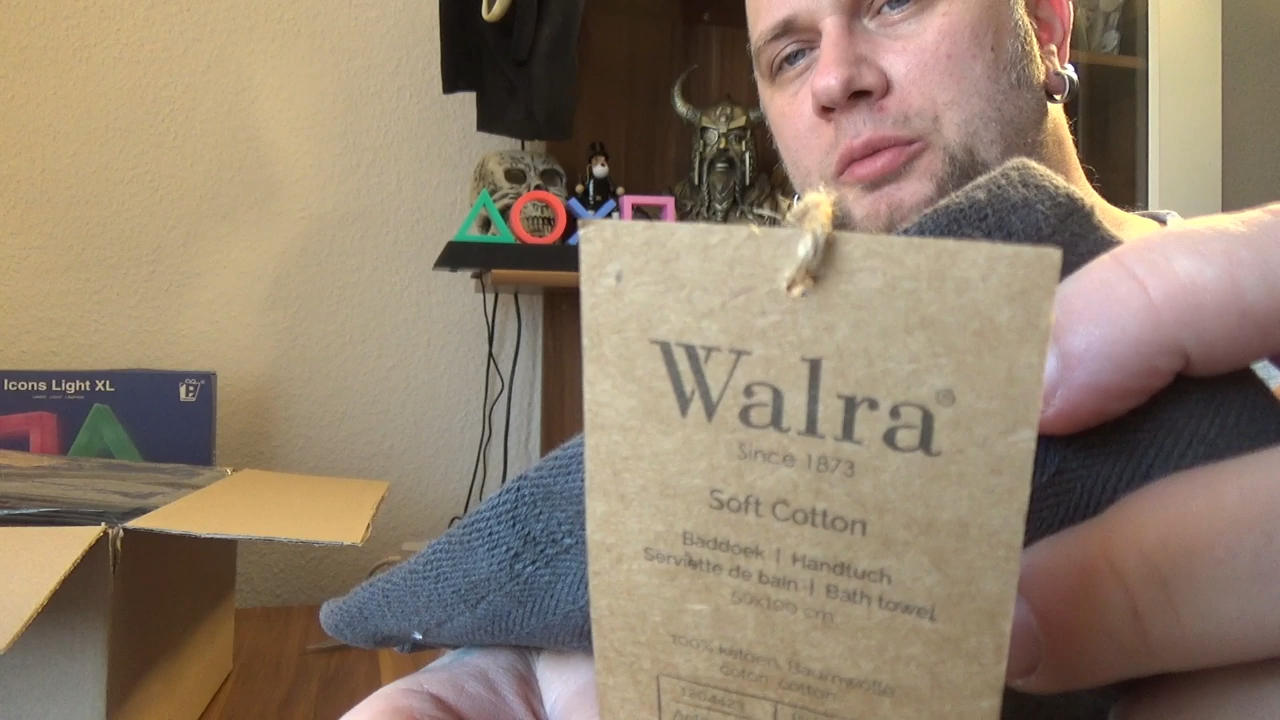 Icons Light XL
Walra®
Since 1873
Soft Cotton
Baddoek | Handtuch
Serviette de bain | Bath towel
50x100 cm
100% katoen, Baumwolle
coton, cotton